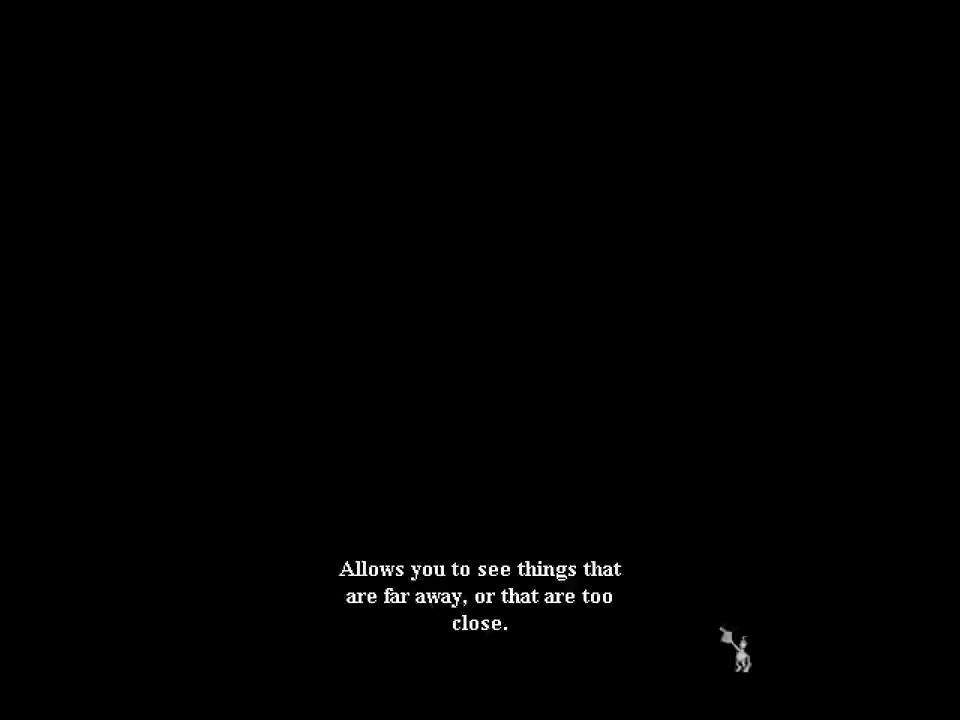 Allows you to see things that
are far away, or that are too
close.